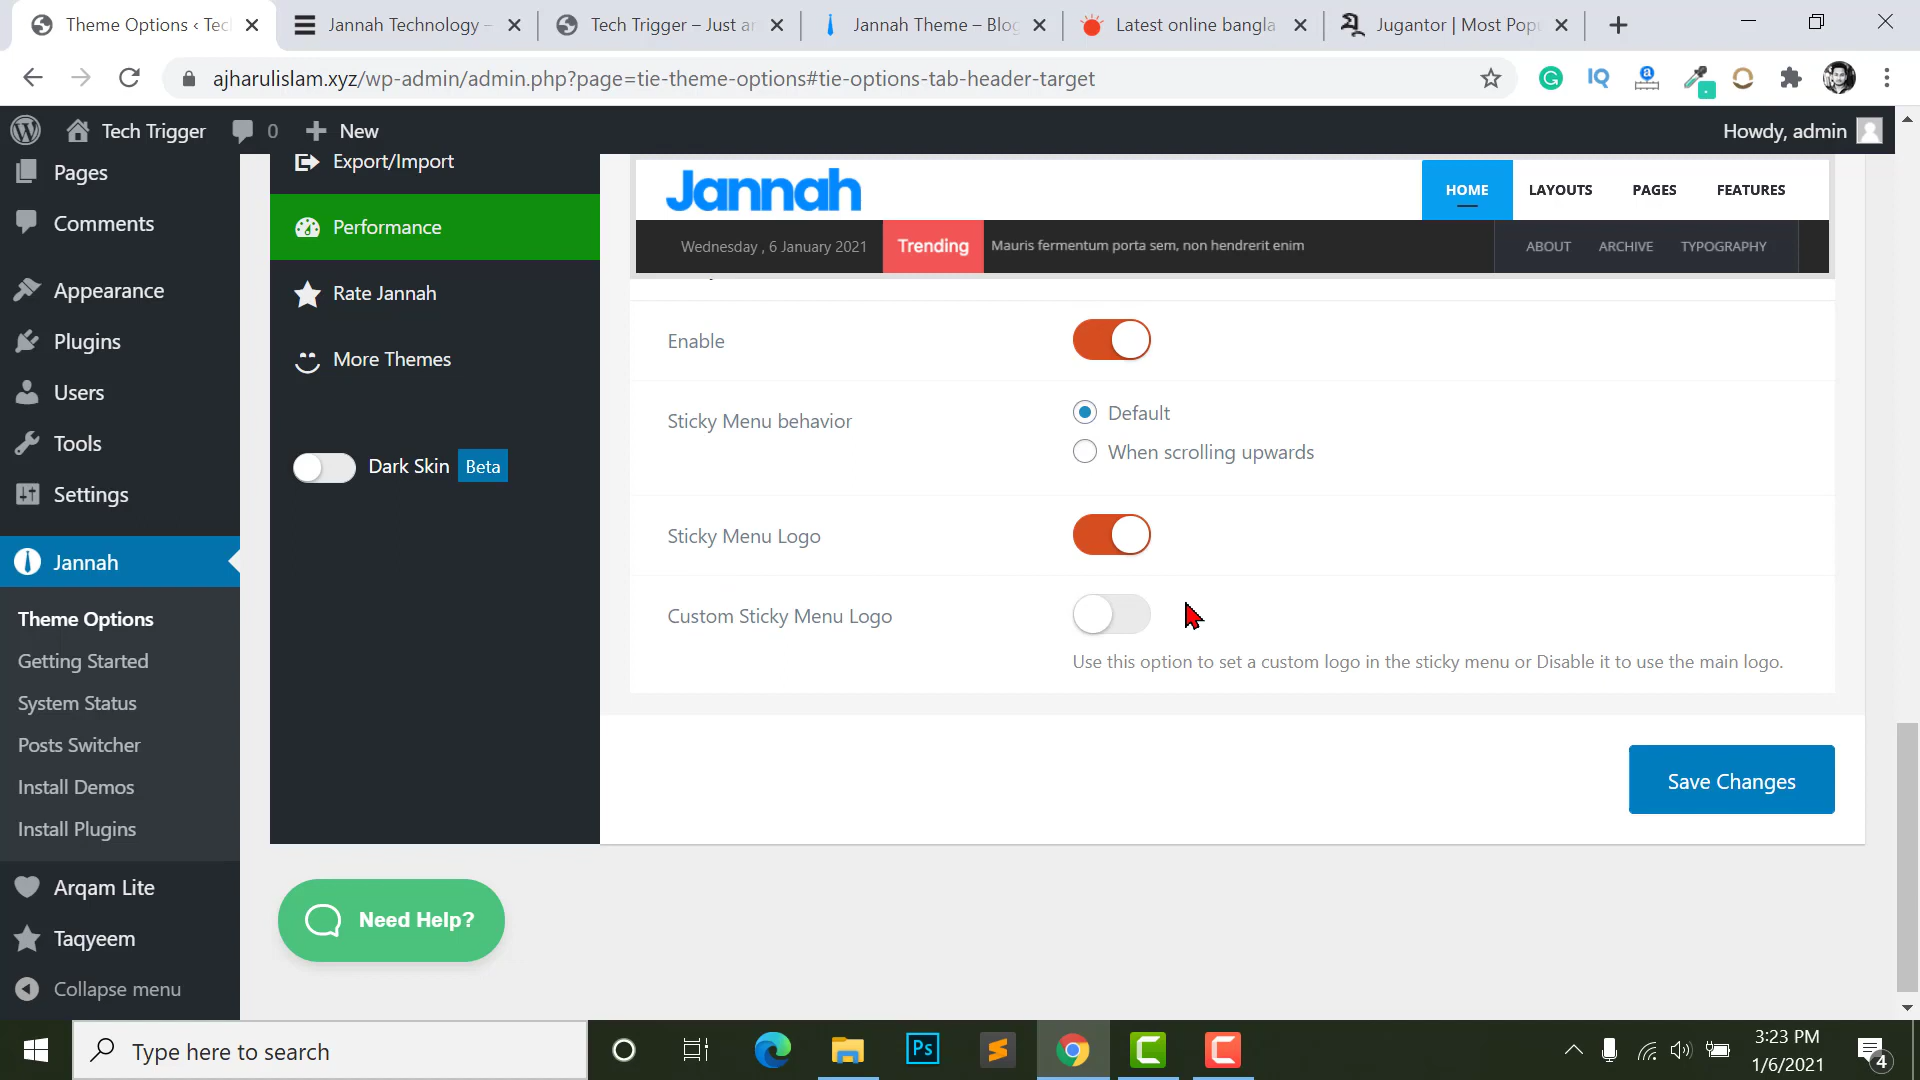 Theme Options ‹ Tec
Jannah Technology –
Tech Trigger – Just an
Jannah Theme – Blog
Latest online bangla
Jugantor | Most Popu
ajharulislam.xyz/wp-admin/admin.php?page=tie-theme-options#tie-options-tab-header-target
IQ
a
Tech Trigger
0
New
Howdy, admin
Pages
Comments
Appearance
Plugins
Users
Tools
Settings
Jannah
Theme Options
Getting Started
System Status
Posts Switcher
Install Demos
Install Plugins
Arqam Lite
Taqyeem
Collapse menu
Export/Import
Performance
Rate Jannah
More Themes
Dark Skin Beta
Jannah
HOME LAYOUTS PAGES FEATURES
Wednesday , 6 January 2021 Trending Mauris fermentum porta sem, non hendrerit enim ABOUT ARCHIVE TYPOGRAPHY
Enable
Sticky Menu behavior
Default
When scrolling upwards
Sticky Menu Logo
Custom Sticky Menu Logo
Use this option to set a custom logo in the sticky menu or Disable it to use the main logo.
Save Changes
Need Help?
Type here to search
Ps
3:23 PM
1/6/2021
4